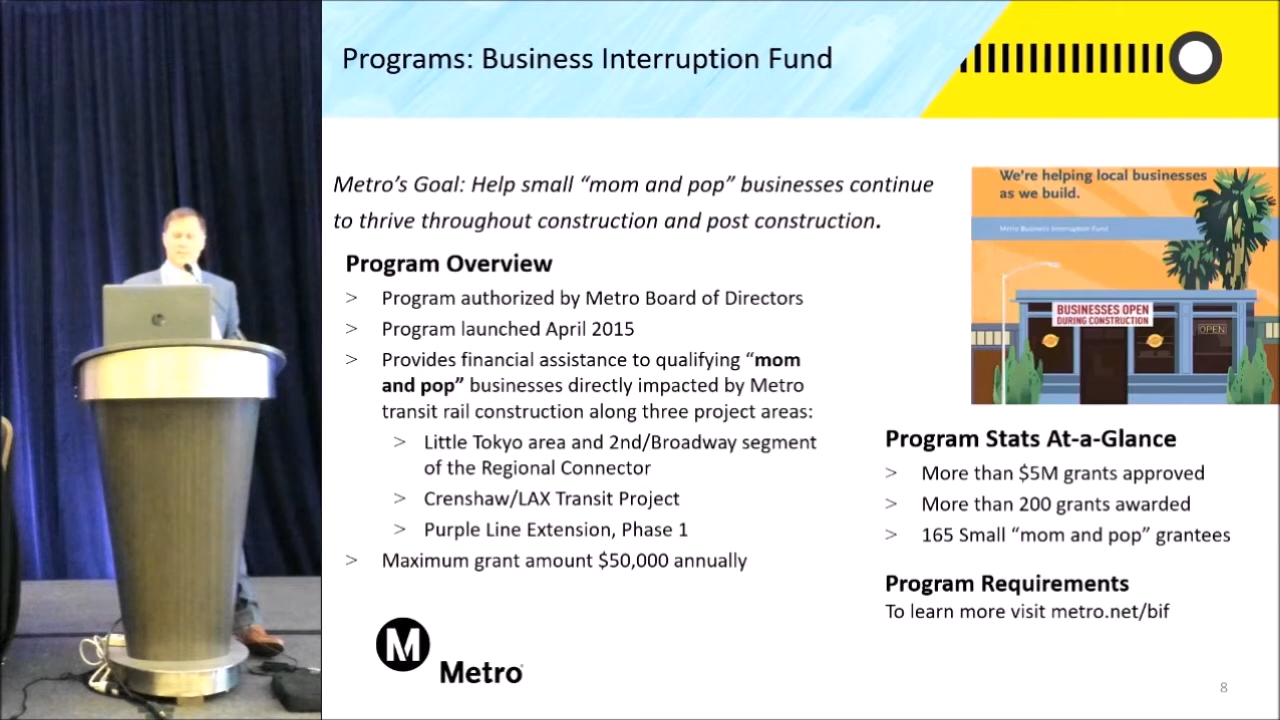 Programs: Business Interruption Fund
Metro's Goal: Help small “mom and pop” businesses continue
to thrive throughout construction and post construction.
We're helping local businesses
as we build.
Metro Business Interruption Fund
BUSINESSES OPEN
DURING CONSTRUCTION
OPEN
Program Overview
> Program authorized by Metro Board of Directors
> Program launched April 2015
> Provides financial assistance to qualifying “mom
and pop” businesses directly impacted by Metro
transit rail construction along three project areas:
> Little Tokyo area and 2nd/Broadway segment
of the Regional Connector
> Crenshaw/LAX Transit Project
> Purple Line Extension, Phase 1
> Maximum grant amount $50,000 annually
Program Stats At-a-Glance
> More than $5M grants approved
> More than 200 grants awarded
> 165 Small “mom and pop” grantees
Program Requirements
To learn more visit metro.net/bif
M Metro
8